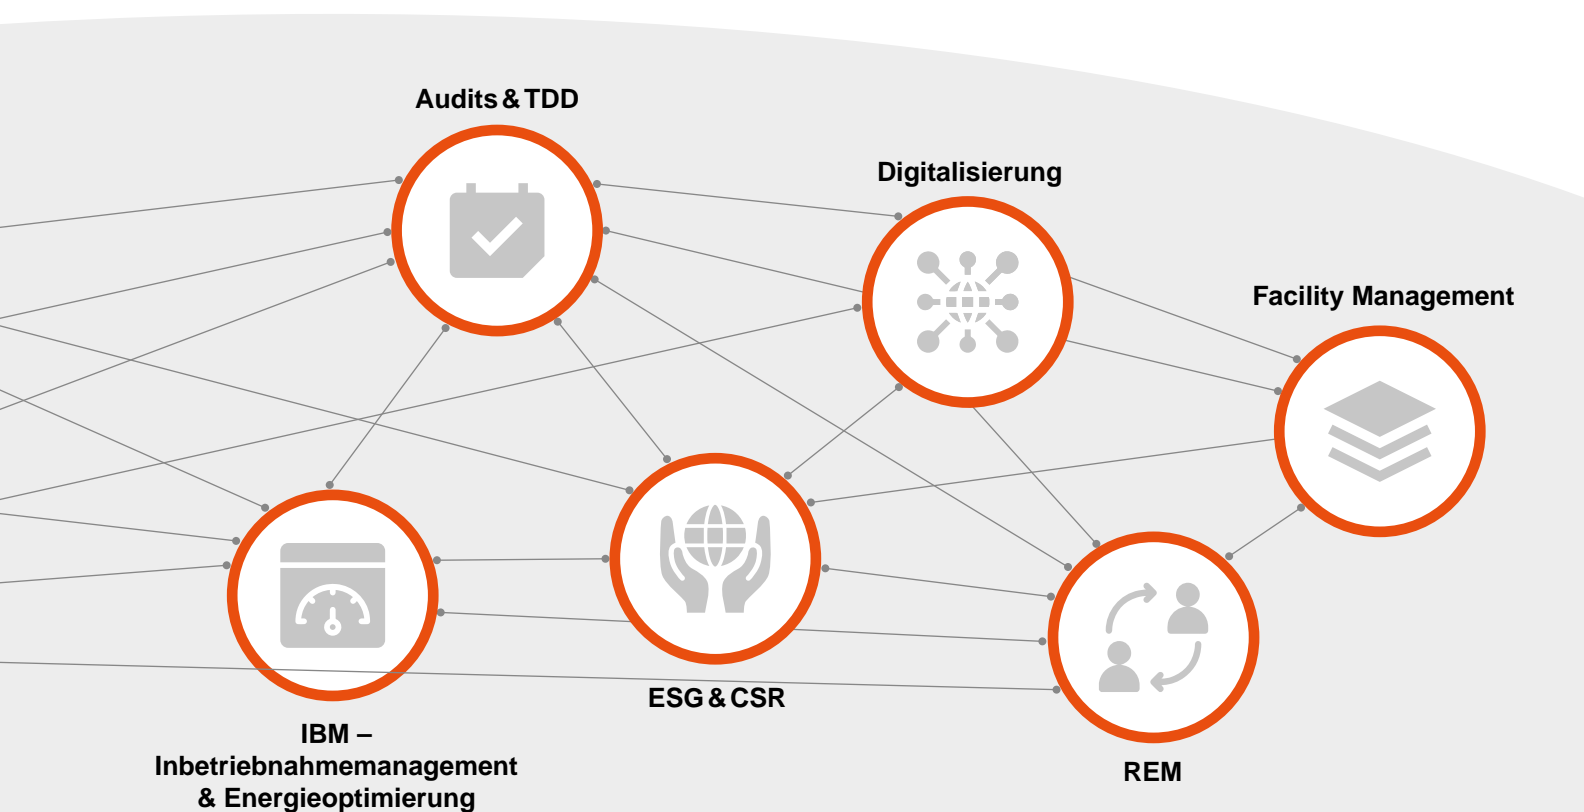 Audits & TDD
Digitalisierung
Facility Management
ESG & CSR
IBM –
Inbetriebnahmemanagement
& Energieoptimierung
REM